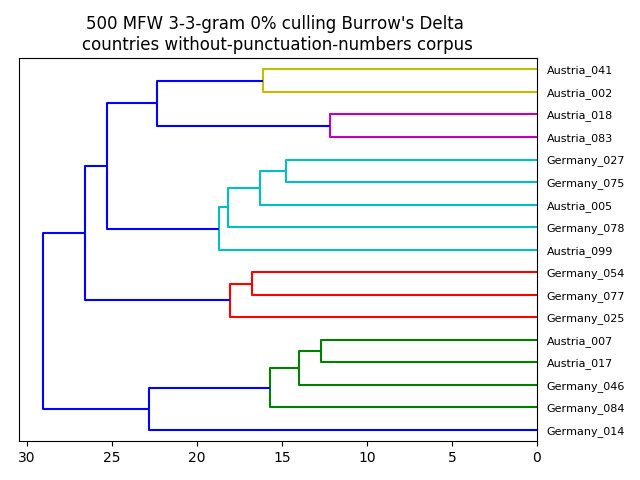 500 MFW 3-3-gram 0% culling Burrow's Delta
countries without-punctuation-numbers corpus
Austria_041
Austria_002
Austria_018
Austria_083
Germany_027
Germany_075
Austria_005
Germany_078
Austria_099
Germany_054
Germany_077
Germany_025
Austria_007
Austria_017
Germany_046
Germany_084
Germany_014
30 25 20 15 10 5 0